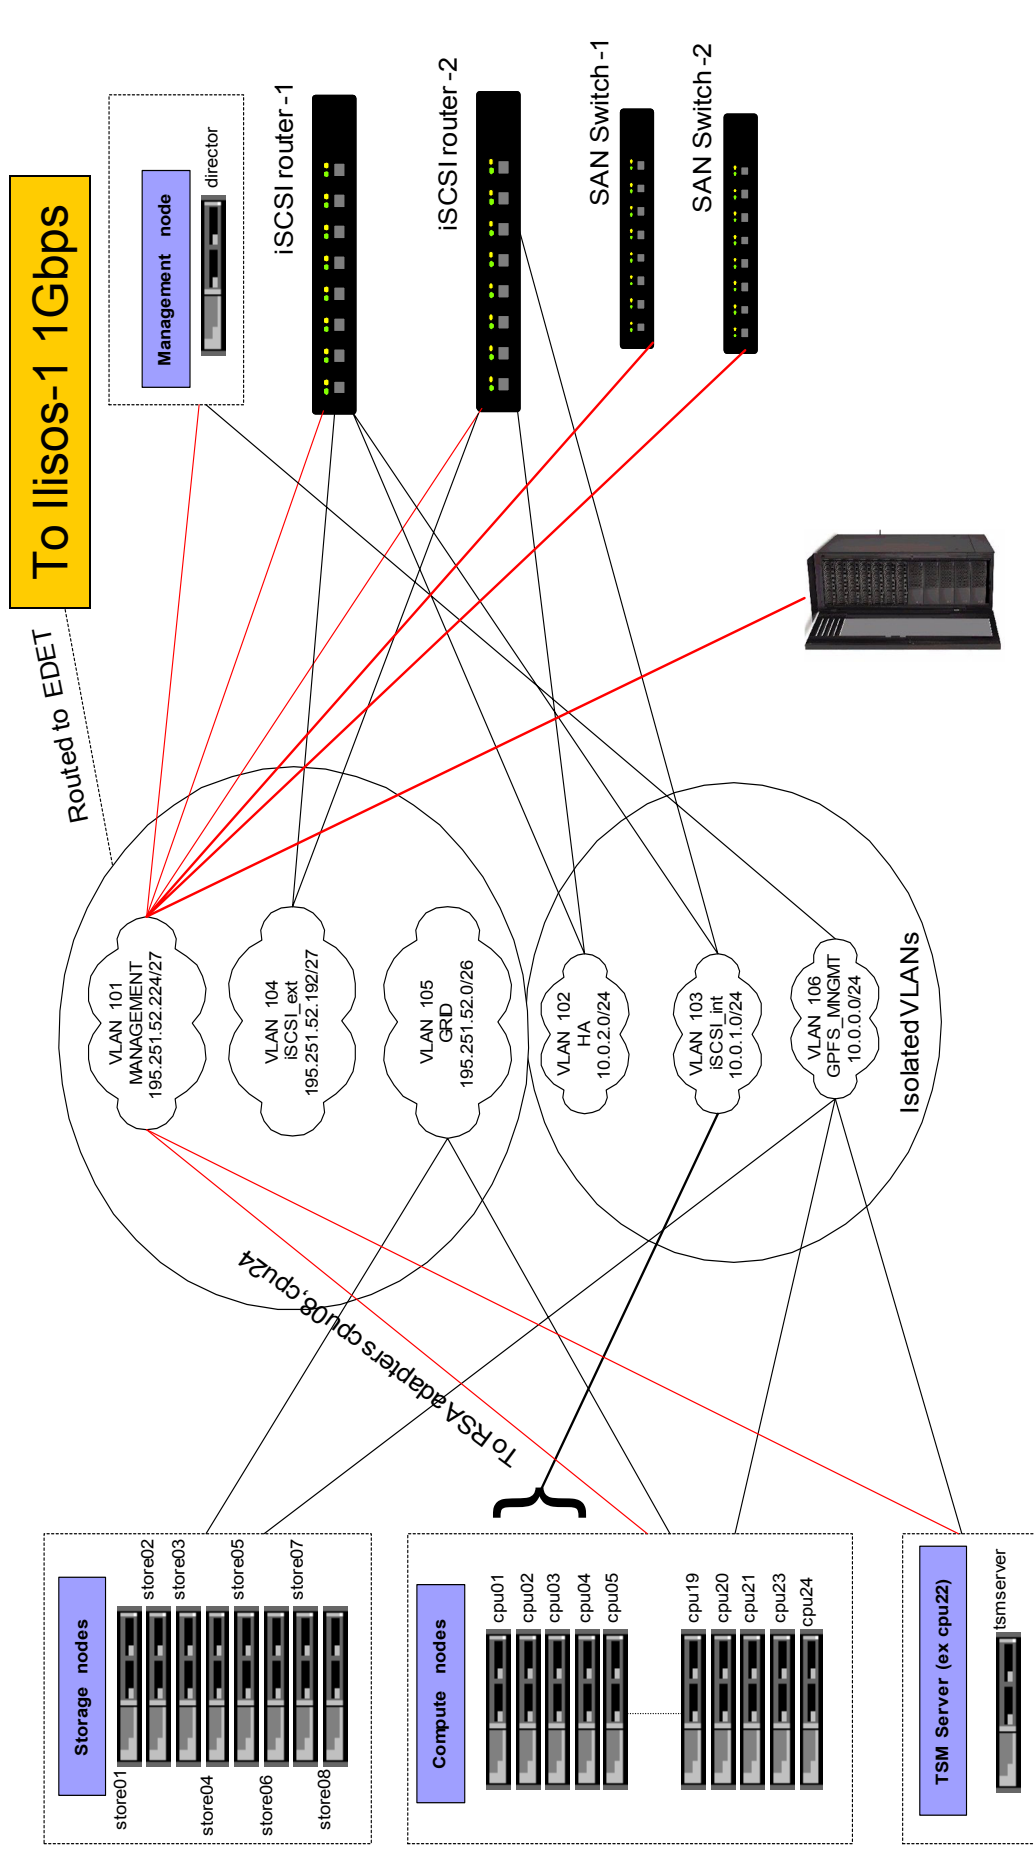 To Ilisos-1 1Gbps
Routed to EDET
Management node
director
iSCSI router -1
iSCSI router -2
SAN Switch -1
SAN Switch -2
VLAN 101
MANAGEMENT
195.251.52.224/27
VLAN 104
iSCSI_ext
195.251.52.192/27
VLAN 105
GRID
195.251.52.0/26
VLAN 102
HA
10.0.2.0/24
VLAN 103
iSCSI_int
10.0.1.0/24
VLAN 106
GPFS_MNGMT
10.0.0.0/24
Isolated VLANs
To RSA adapters cpu08,cpu24
Storage nodes
store01
store02
store03
store04
store05
store06
store07
store08
Compute nodes
cpu01
cpu02
cpu03
cpu04
cpu05
cpu19
cpu20
cpu21
cpu23
cpu24
TSM Server (ex cpu22)
tsmserver